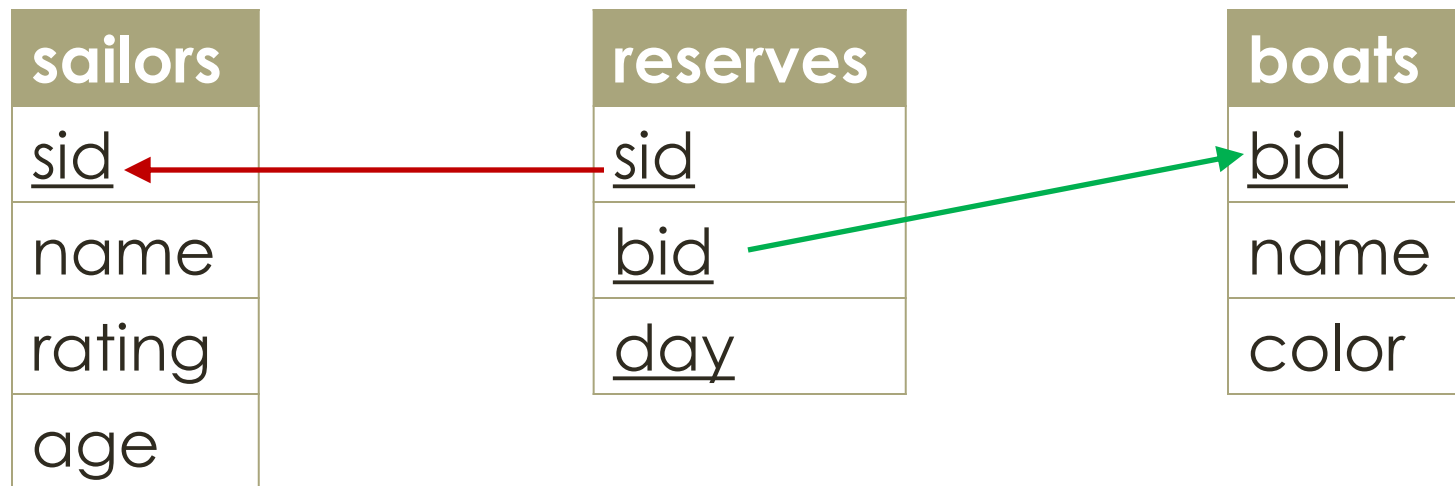 sailors
sid
name
rating
age
reserves
sid
bid
day
boats
bid
name
color